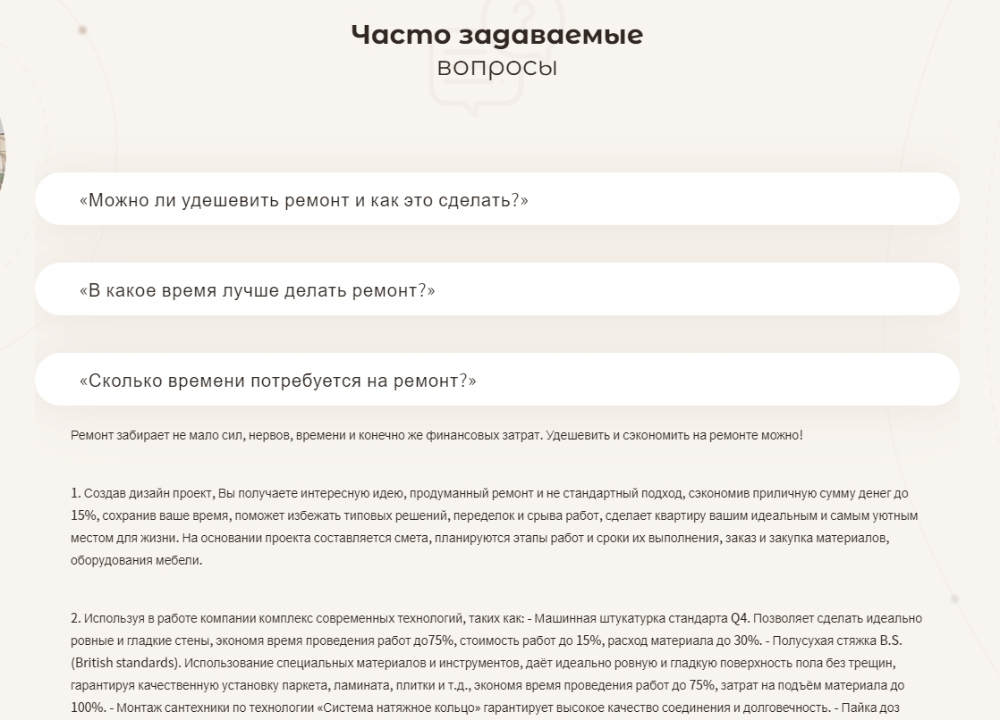 Часто задаваемые
вопросы
«Можно ли удешевить ремонт и как это сделать?»
«В какое время лучше делать ремонт?»
«Сколько времени потребуется на ремонт?»
Ремонт забирает не мало сил, нервов, времени и конечно же финансовых затрат. Удешевить и сэкономить на ремонте можно!
1. Создав дизайн проект, Вы получаете интересную идею, продуманный ремонт и не стандартный подход, сэкономив приличную сумму денег до
15%, сохранив ваше время, поможет избежать типовых решений, переделок и срыва работ, сделает квартиру вашим идеальным и самым уютным
местом для жизни. На основании проекта составляется смета, планируются этапы работ и сроки их выполнения, заказ и закупка материалов,
оборудования мебели.
2. Используя в работе компании комплекс современных технологий, таких как: - Машинная штукатурка стандарта Q4. Позволяет сделать идеально
ровные и гладкие стены, экономя время проведения работ до75%, стоимость работ до 15%, расход материала до 30%. - Полусухая стяжка B.S.
(British standards). Использование специальных материалов и инструментов, даёт идеально ровную и гладкую поверхность пола без трещин,
гарантируя качественную установку паркета, ламината, плитки и т.д., экономя время проведения работ до 75%, затрат на подъём материала до
100%. - Монтаж сантехники по технологии «Система натяжное кольцо» гарантирует высокое качество соединения и долговечность. - Пайка доз